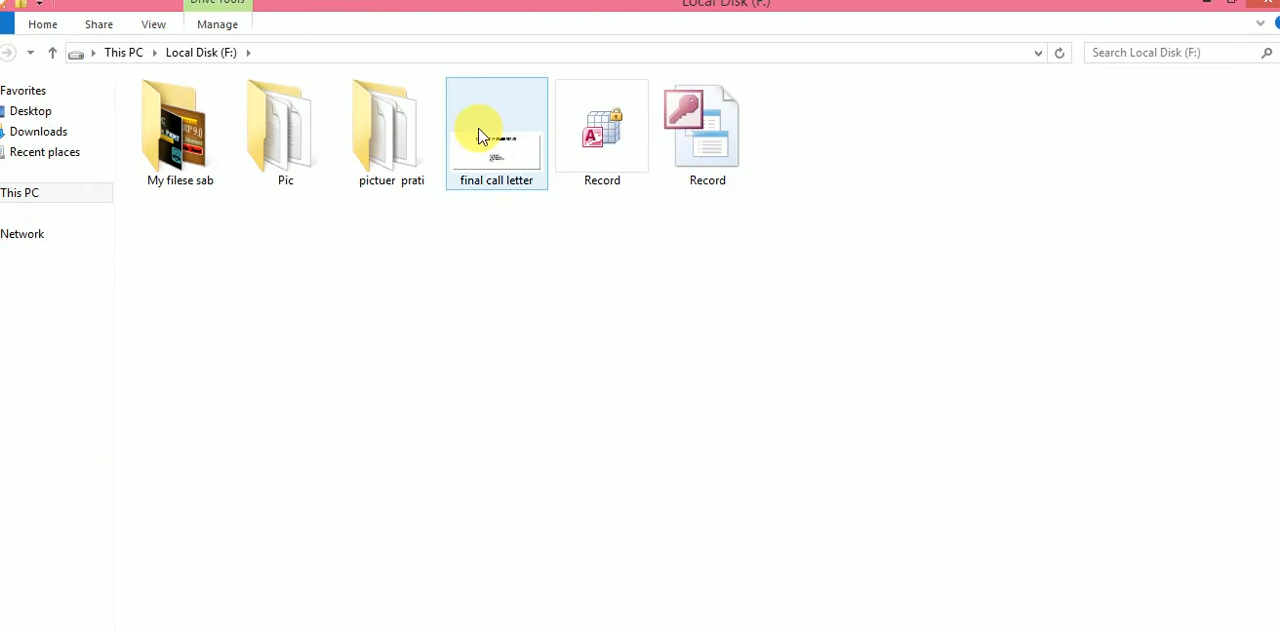 Drive Tools
Local Disk (F:)
Home Share View Manage
This PC Local Disk (F:)
Search Local Disk (F:)
Favorites
Desktop
Downloads
Recent places
This PC
Network
My filese sab
Pic
pictuer prati
final call letter
Record
Record